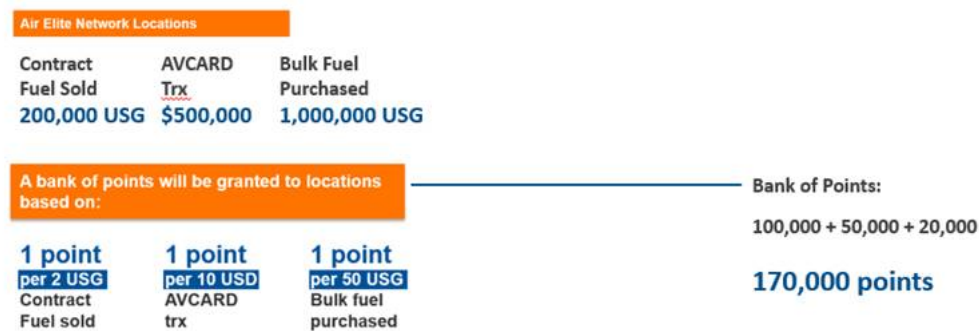 Air Elite Network Locations
Contract AVCARD Bulk Fuel
Fuel Sold Trx Purchased
200,000 USG $500,000 1,000,000 USG
A bank of points will be granted to locations
based on:
Bank of Points:
100,000 + 50,000 + 20,000
170,000 points
1 point 1 point 1 point
per 2 USG per 10 USD per 50 USG
Contract AVCARD Bulk fuel
Fuel sold trx purchased